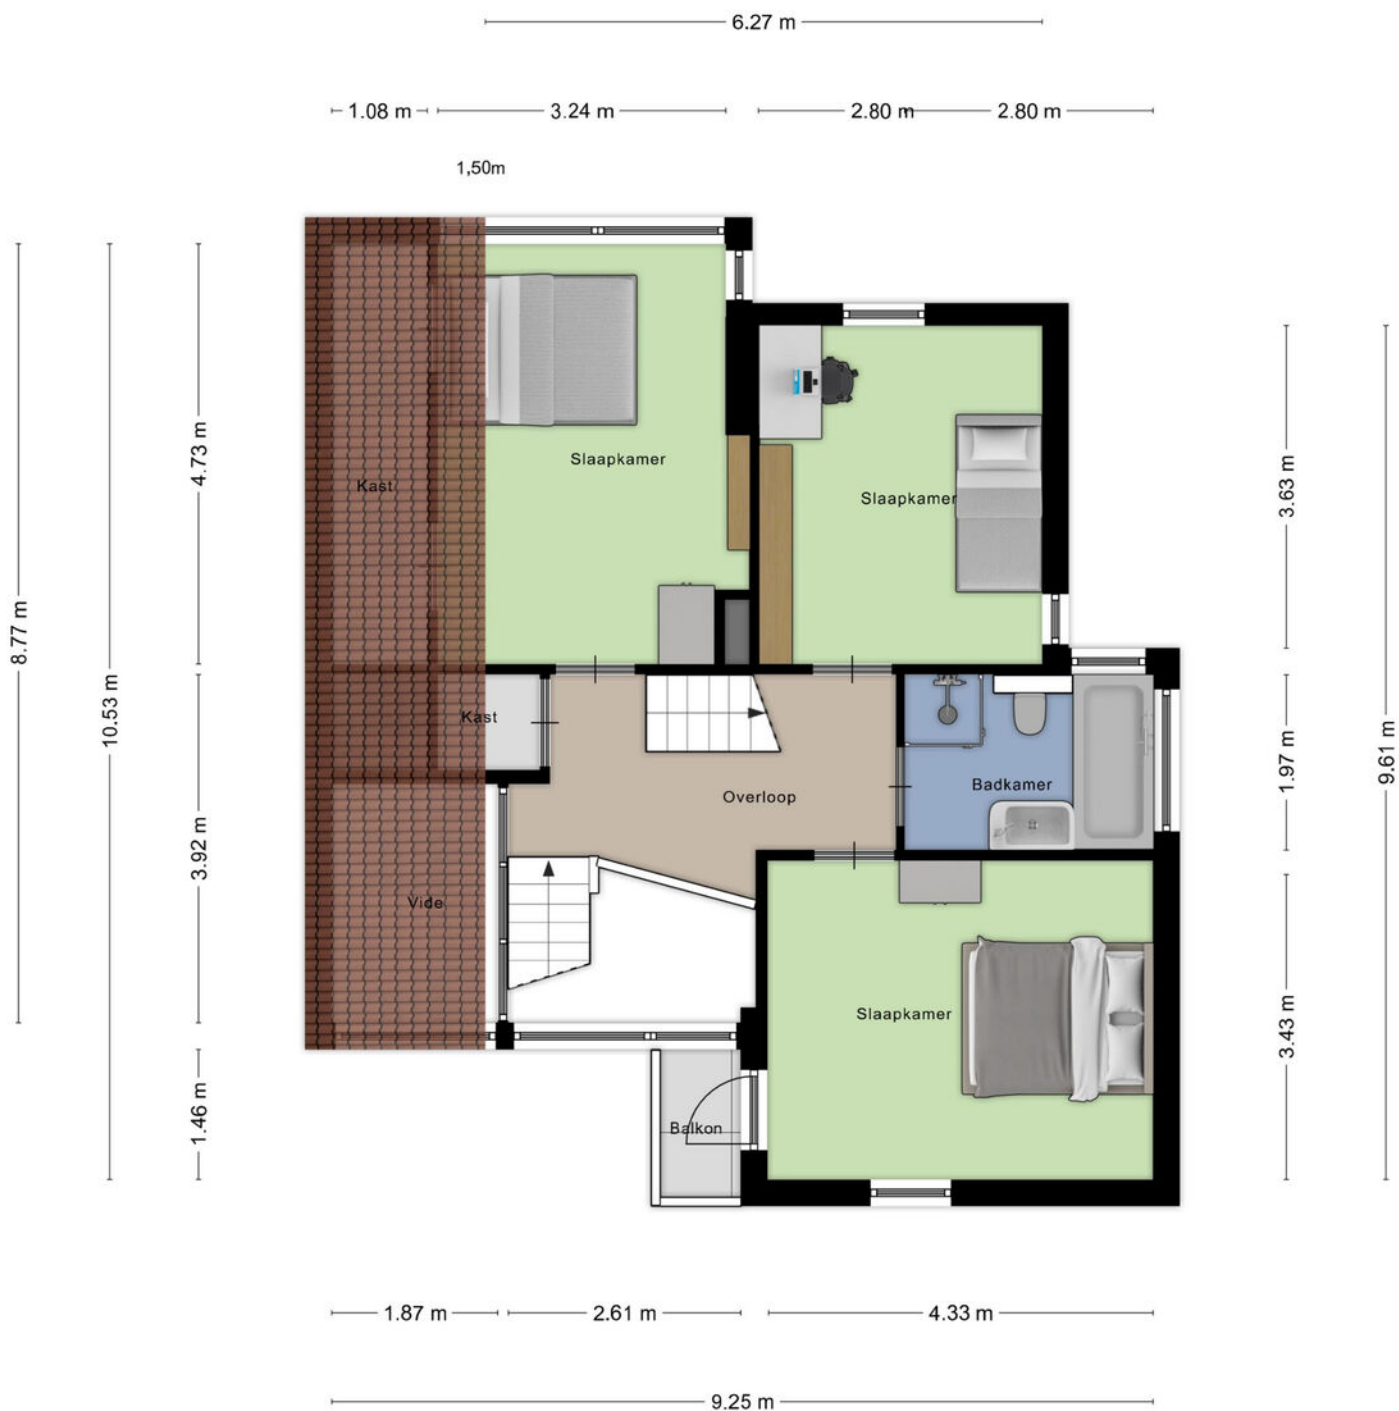 6.27 m
1.08 m
3.24 m
2.80 m
2.80 m
1,50m
4.73 m
Slaapkamer
Kast
Slaapkamer
3.63 m
8.77 m
10.53 m
Kast
Overloop
Badkamer
1.97 m
9.61 m
3.92 m
Vide
Slaapkamer
3.43 m
1.46 m
Balkon
1.87 m
2.61 m
4.33 m
9.25 m